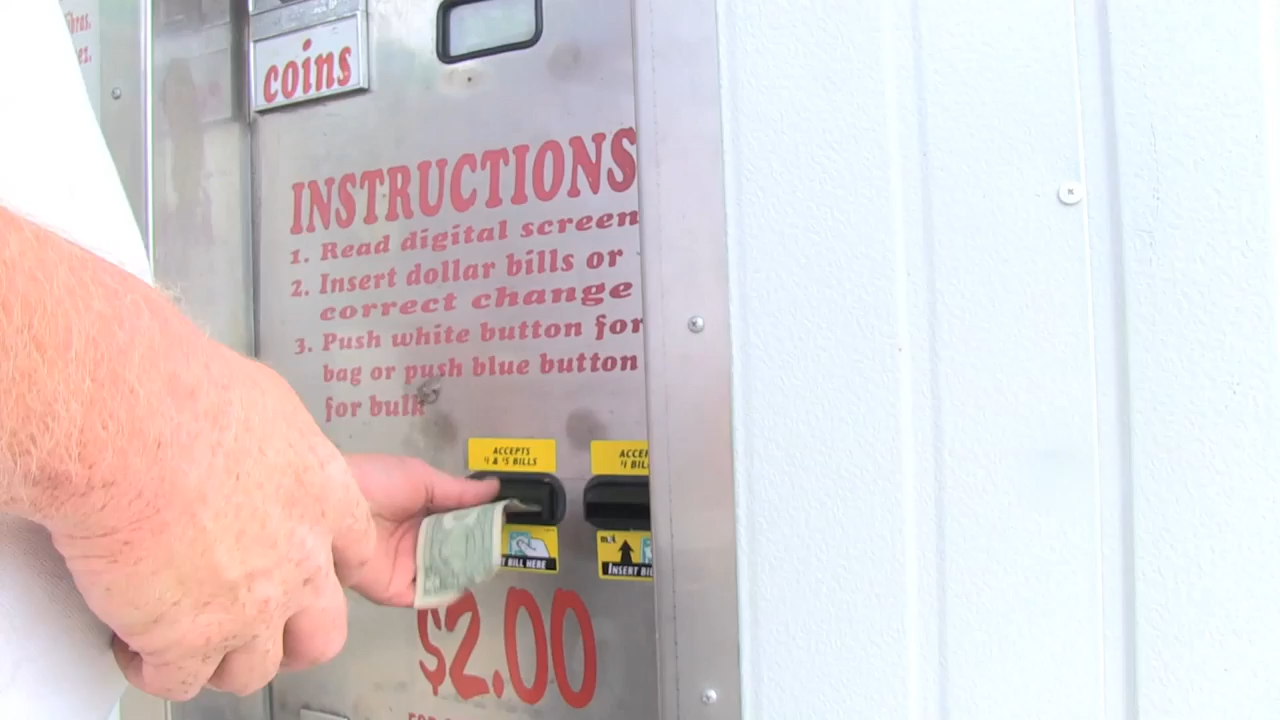 coins
INSTRUCTIONS
1. Read digital screen
2. Insert dollar bills or
correct change
3. Push white button for
bag or push blue button
for bulk
ACCEPTS
$1 & $5 BILLS
BILL HERE
INSERT
$2.00